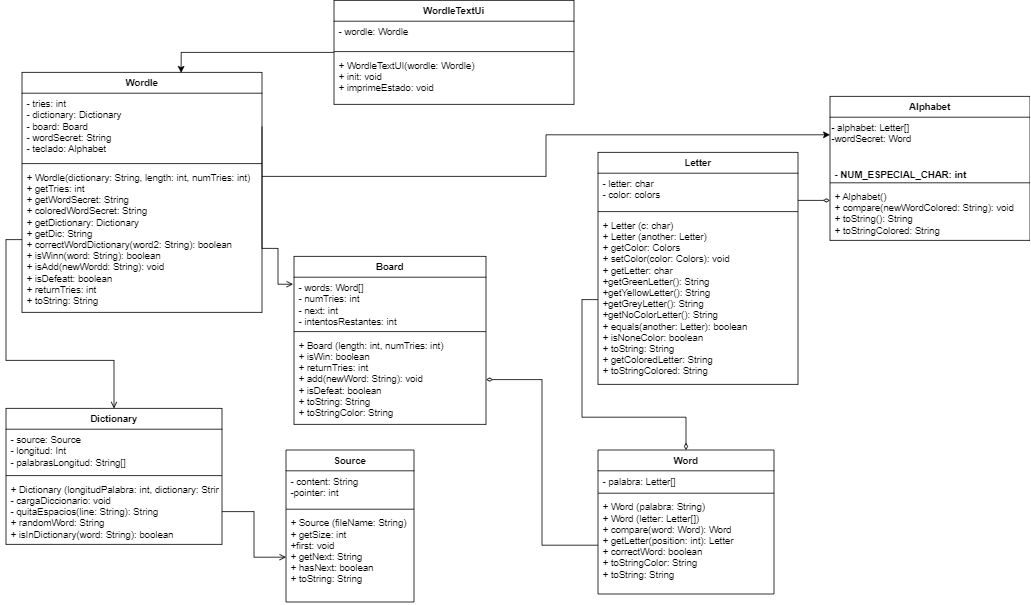 WordleTextUi
- wordle: Wordle
+ WordleTextUI(wordle: Wordle)
+ init: void
+ imprimeEstado: void
Wordle
- tries: int
- dictionary: Dictionary
- board: Board
- wordSecret: String
- teclado: Alphabet
+ Wordle(dictionary: String, length: int, numTries: int)
+ getTries: int
+ getWordSecret: String
+ coloredWordSecret: String
+ getDictionary: Dictionary
+ getDic: String
+ correctWordDictionary(word2: String): boolean
+ isWinn(word: String): boolean
+ isAdd(newWordd: String): void
+ isDefeatt: boolean
+ returnTries: int
+ toString: String
Alphabet
- alphabet: Letter[]
-wordSecret: Word
- NUM_ESPECIAL_CHAR: int
+ Alphabet()
+ compare(newWordColored: String): void
+ toString(): String
+ toStringColored: String
Letter
- letter: char
- color: colors
+ Letter (c: char)
+ Letter (another: Letter)
+ getColor: Colors
+ setColor(color: Colors): void
+ getLetter: char
+getGreenLetter(): String
+getYellowLetter(): String
+getGreyLetter(): String
+getNoColorLetter(): String
+ equals(another: Letter): boolean
+ isNoneColor: boolean
+ toString: String
+ getColoredLetter: String
+ toStringColored: String
Board
- words: Word[]
- numTries: int
- next: int
- intentosRestantes: int
+ Board (length: int, numTries: int)
+ isWin: boolean
+ returnTries: int
+ add(newWord: String): void
+ isDefeat: boolean
+ toString: String
+ toStringColor: String
Dictionary
- source: Source
- longitud: Int
- palabrasLongitud: String[]
+ Dictionary (longitudPalabra: int, dictionary: Strir
- cargaDiccionario: void
- quitaEspacios(line: String): String
+ randomWord: String
+ isInDictionary(word: String): boolean
Source
- content: String
-pointer: int
+ Source (fileName: String)
+ getSize: int
+first: void
+ getNext: String
+ hasNext: boolean
+ toString: String
Word
- palabra: Letter[]
+ Word (palabra: String)
+ Word (letter: Letter[])
+ compare(word: Word): Word
+ getLetter(position: int): Letter
+ correctWord: boolean
+ toStringColor: String
+ toString: String